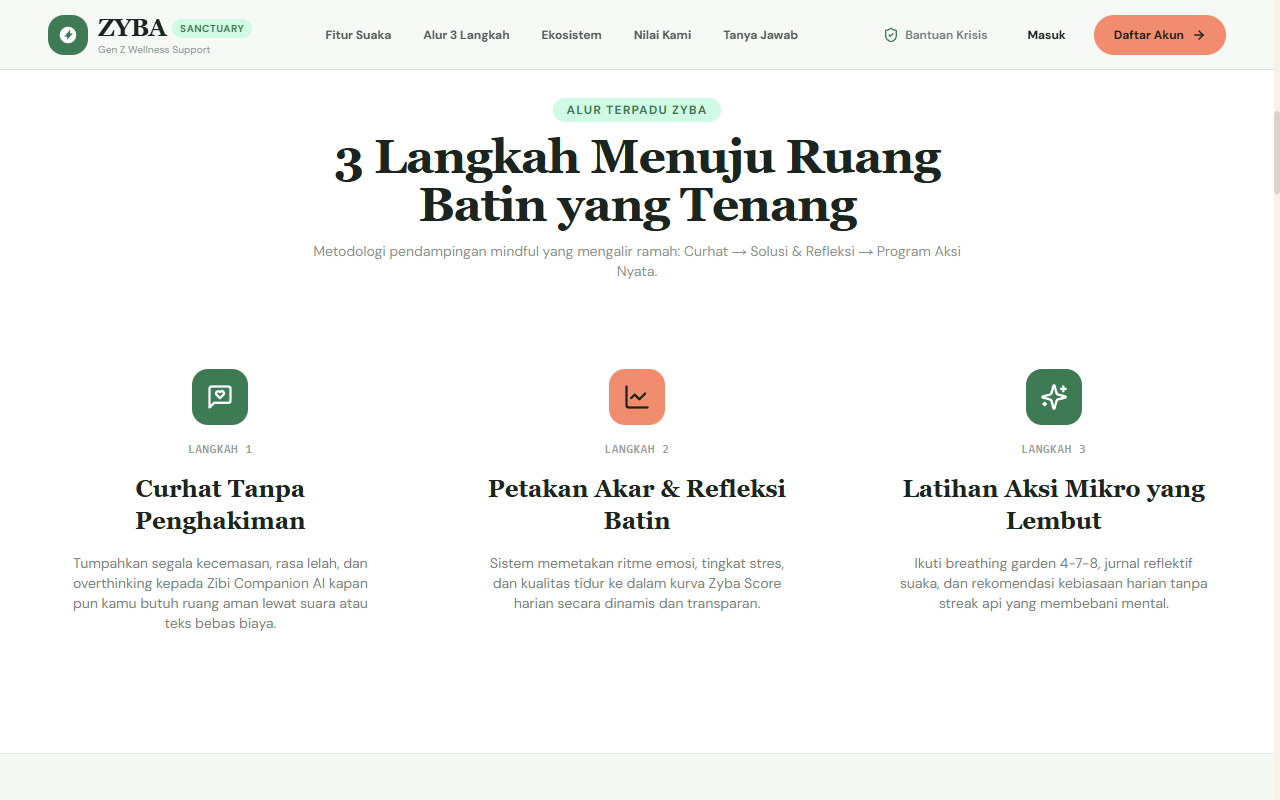 ZYBA SANCTUARY
Gen Z Wellness Support
Fitur Suaka
Alur 3 Langkah
Ekosistem
Nilai Kami
Tanya Jawab
Bantuan Krisis
Masuk
Daftar Akun
ALUR TERPADU ZYBA
3 Langkah Menuju Ruang
Batin yang Tenang
Metodologi pendampingan mindful yang mengalir ramah: Curhat → Solusi & Refleksi → Program Aksi
Nyata.
LANGKAH 1
Curhat Tanpa
Penghakiman
Tumpahkan segala kecemasan, rasa lelah, dan
overthinking kepada Zibi Companion AI kapan
pun kamu butuh ruang aman lewat suara atau
teks bebas biaya.
LANGKAH 2
Petakan Akar & Refleksi
Batin
Sistem memetakan ritme emosi, tingkat stres,
dan kualitas tidur ke dalam kurva Zyba Score
harian secara dinamis dan transparan.
LANGKAH 3
Latihan Aksi Mikro yang
Lembut
Ikuti breathing garden 4-7-8, jurnal reflektif
suaka, dan rekomendasi kebiasaan harian tanpa
streak api yang membebani mental.